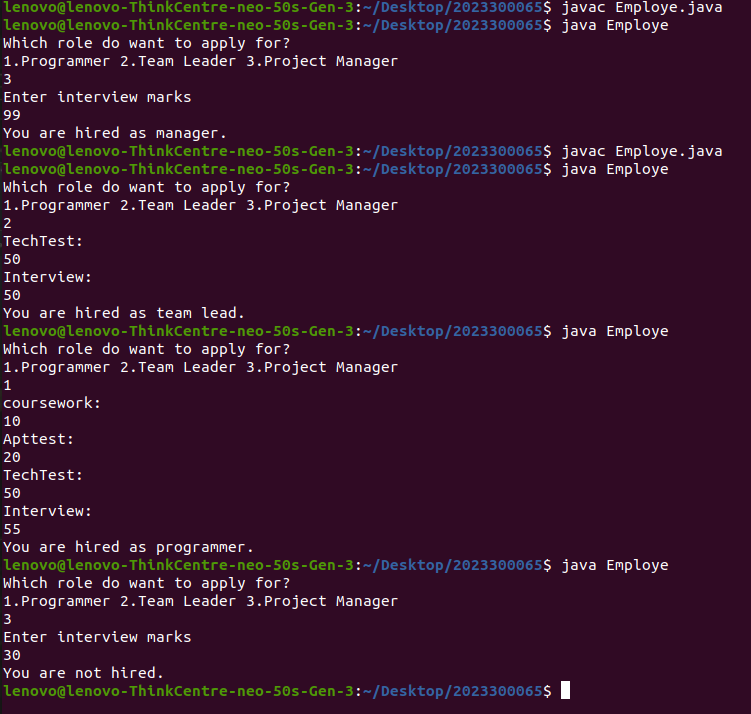 lenovo@lenovo-ThinkCentre-neo-50s-Gen-3:~/Desktop/2023300065$ javac Employe.java
lenovo@lenovo-ThinkCentre-neo-50s-Gen-3:~/Desktop/2023300065$ java Employe
Which role do want to apply for?
1.Programmer 2.Team Leader 3.Project Manager
3
Enter interview marks
99
You are hired as manager.
lenovo@lenovo-ThinkCentre-neo-50s-Gen-3:~/Desktop/2023300065$ javac Employe.java
lenovo@lenovo-ThinkCentre-neo-50s-Gen-3:~/Desktop/2023300065$ java Employe
Which role do want to apply for?
1.Programmer 2.Team Leader 3.Project Manager
2
TechTest:
50
Interview:
50
You are hired as team lead.
lenovo@lenovo-ThinkCentre-neo-50s-Gen-3:~/Desktop/2023300065$ java Employe
Which role do want to apply for?
1.Programmer 2.Team Leader 3.Project Manager
1
coursework:
10
Apttest:
20
TechTest:
50
Interview:
55
You are hired as programmer.
lenovo@lenovo-ThinkCentre-neo-50s-Gen-3:~/Desktop/2023300065$ java Employe
Which role do want to apply for?
1.Programmer 2.Team Leader 3.Project Manager
3
Enter interview marks
30
You are not hired.
lenovo@lenovo-ThinkCentre-neo-50s-Gen-3:~/Desktop/2023300065$